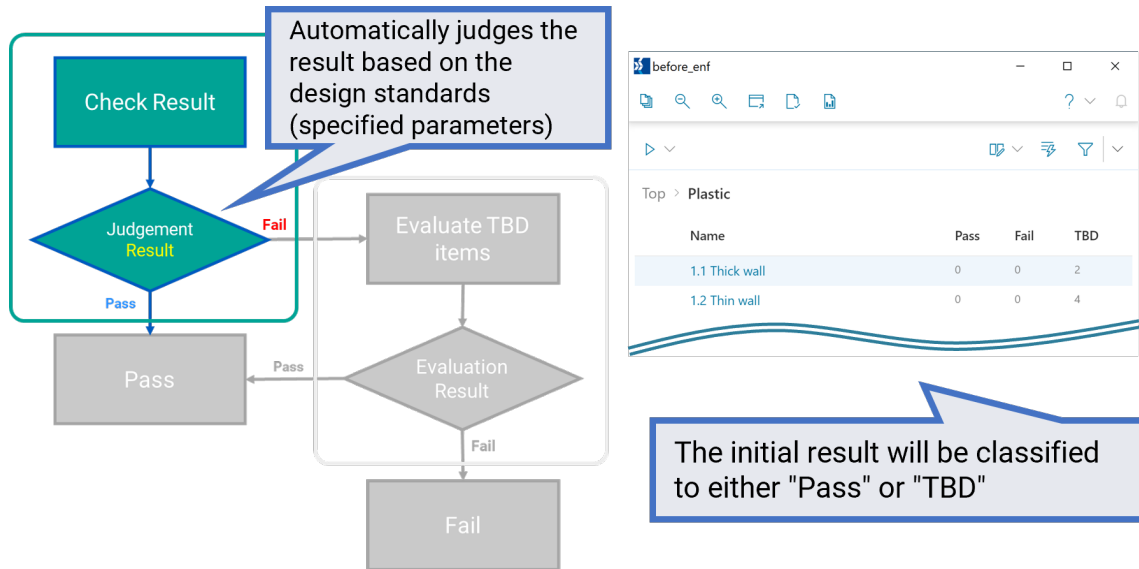 Automatically judges the
result based on the
design standards
(specified parameters)
Check Result
Judgement
Result
Fail
Pass
Evaluate TBD
items
Pass
Pass
Evaluation
Result
Fail
Fail
before_enf
Top > Plastic
Name Pass Fail TBD
1.1 Thick wall 0 0 2
1.2 Thin wall 0 0 4
The initial result will be classified
to either "Pass" or "TBD"